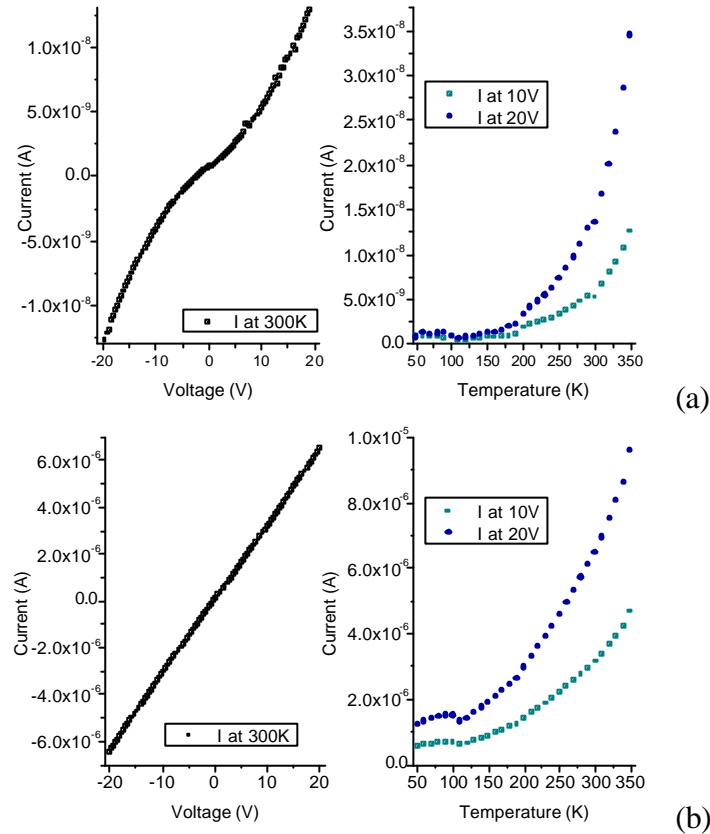 Current (A)
1.0x10⁻⁸
5.0x10⁻⁹
0.0
-5.0x10⁻⁹
-1.0x10⁻⁸
I at 300K
-20 -10 0 10 20
Voltage (V)
Current (A)
3.5x10⁻⁸
3.0x10⁻⁸
2.5x10⁻⁸
2.0x10⁻⁸
1.5x10⁻⁸
1.0x10⁻⁸
5.0x10⁻⁹
0.0
I at 10V
I at 20V
50 100 150 200 250 300 350
Temperature (K)
(a)
Current (A)
6.0x10⁻⁶
4.0x10⁻⁶
2.0x10⁻⁶
0.0
-2.0x10⁻⁶
-4.0x10⁻⁶
-6.0x10⁻⁶
I at 300K
-20 -10 0 10 20
Voltage (V)
Current (A)
1.0x10⁻⁵
8.0x10⁻⁶
6.0x10⁻⁶
4.0x10⁻⁶
2.0x10⁻⁶
0.0
I at 10V
I at 20V
50 100 150 200 250 300 350
Temperature (K)
(b)